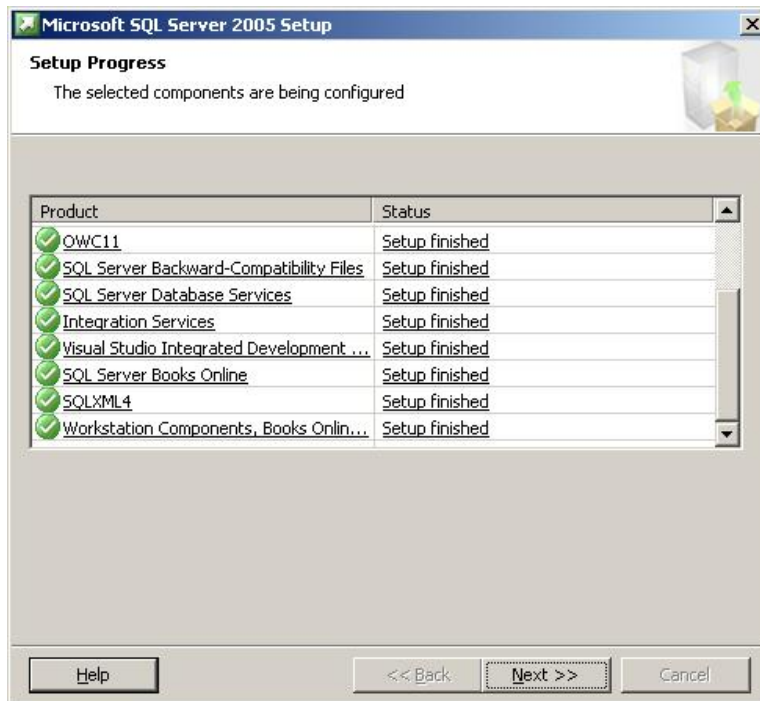 Microsoft SQL Server 2005 Setup
Setup Progress
The selected components are being configured
Product Status
OWC11 Setup finished
SQL Server Backward-Compatibility Files Setup finished
SQL Server Database Services Setup finished
Integration Services Setup finished
Visual Studio Integrated Development ... Setup finished
SQL Server Books Online Setup finished
SQLXML4 Setup finished
Workstation Components, Books Onlin... Setup finished
Help << Back Next >> Cancel